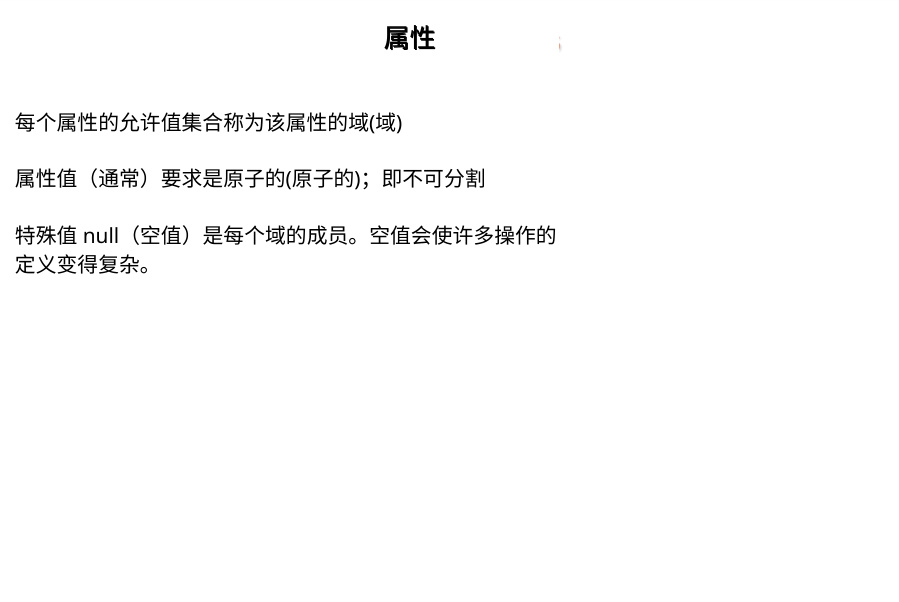 属性
每个属性的允许值集合称为该属性的域(域)
属性值（通常）要求是原子的(原子的)；即不可分割
特殊值 null（空值）是每个域的成员。空值会使许多操作的
定义变得复杂。